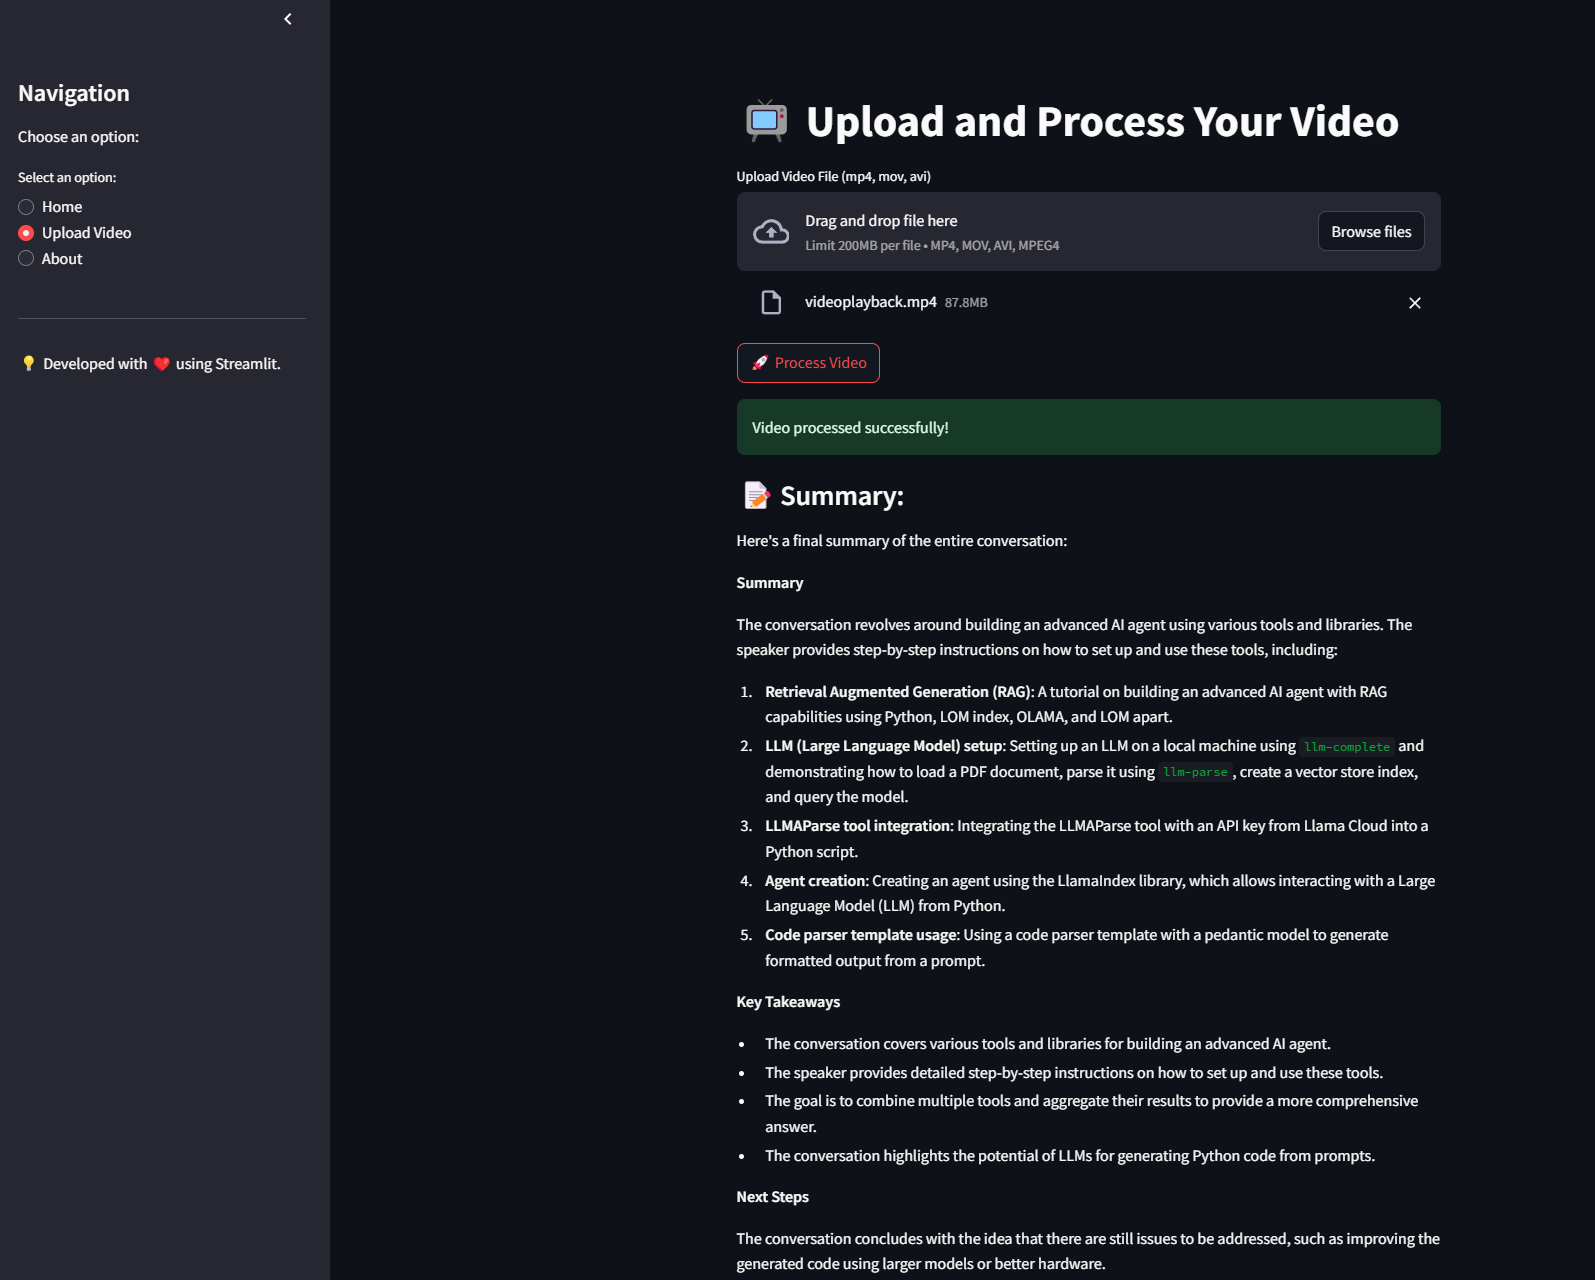 Navigation
Choose an option:
Select an option:
Home
Upload Video
About
Developed with ❤️ using Streamlit.
Upload and Process Your Video
Upload Video File (mp4, mov, avi)
Drag and drop file here
Limit 200MB per file • MP4, MOV, AVI, MPEG4
Browse files
videoplayback.mp4 87.8MB
Process Video
Video processed successfully!
Summary:
Here's a final summary of the entire conversation:
Summary
The conversation revolves around building an advanced AI agent using various tools and libraries. The
speaker provides step-by-step instructions on how to set up and use these tools, including:
1. Retrieval Augmented Generation (RAG): A tutorial on building an advanced AI agent with RAG
capabilities using Python, LOM index, OLAMA, and LOM apart.
2. LLM (Large Language Model) setup: Setting up an LLM on a local machine using llm-complete and
demonstrating how to load a PDF document, parse it using llm-parse, create a vector store index,
and query the model.
3. LLMAParse tool integration: Integrating the LLMAParse tool with an API key from Llama Cloud into a
Python script.
4. Agent creation: Creating an agent using the LlamaIndex library, which allows interacting with a Large
Language Model (LLM) from Python.
5. Code parser template usage: Using a code parser template with a pedantic model to generate
formatted output from a prompt.
Key Takeaways
• The conversation covers various tools and libraries for building an advanced AI agent.
• The speaker provides detailed step-by-step instructions on how to set up and use these tools.
• The goal is to combine multiple tools and aggregate their results to provide a more comprehensive
answer.
• The conversation highlights the potential of LLMs for generating Python code from prompts.
Next Steps
The conversation concludes with the idea that there are still issues to be addressed, such as improving the
generated code using larger models or better hardware.